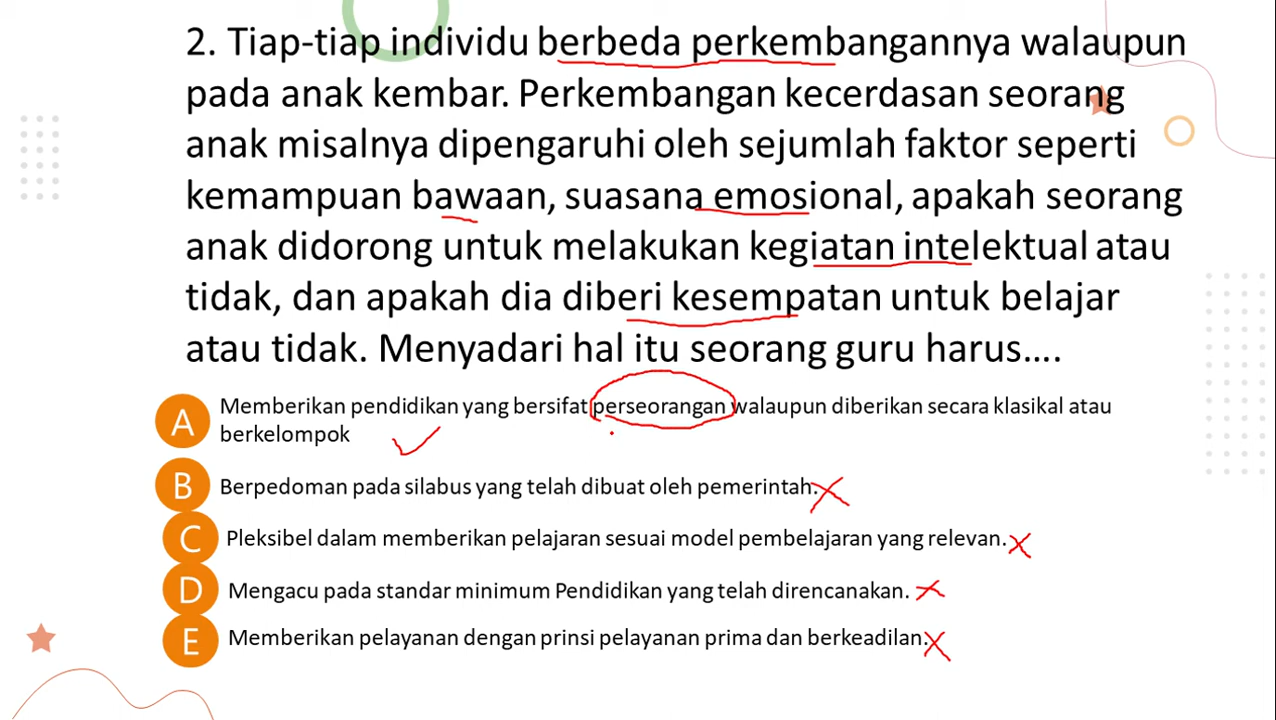 2. Tiap-tiap individu berbeda perkembangannya walaupun
pada anak kembar. Perkembangan kecerdasan seorang
anak misalnya dipengaruhi oleh sejumlah faktor seperti
kemampuan bawaan, suasana emosional, apakah seorang
anak didorong untuk melakukan kegiatan intelektual atau
tidak, dan apakah dia diberi kesempatan untuk belajar
atau tidak. Menyadari hal itu seorang guru harus....
A Memberikan pendidikan yang bersifat perseorangan walaupun diberikan secara klasikal atau
berkelompok
B Berpedoman pada silabus yang telah dibuat oleh pemerintah.
C Pleksibel dalam memberikan pelajaran sesuai model pembelajaran yang relevan.
D Mengacu pada standar minimum Pendidikan yang telah direncanakan.
E Memberikan pelayanan dengan prinsi pelayanan prima dan berkeadilan.